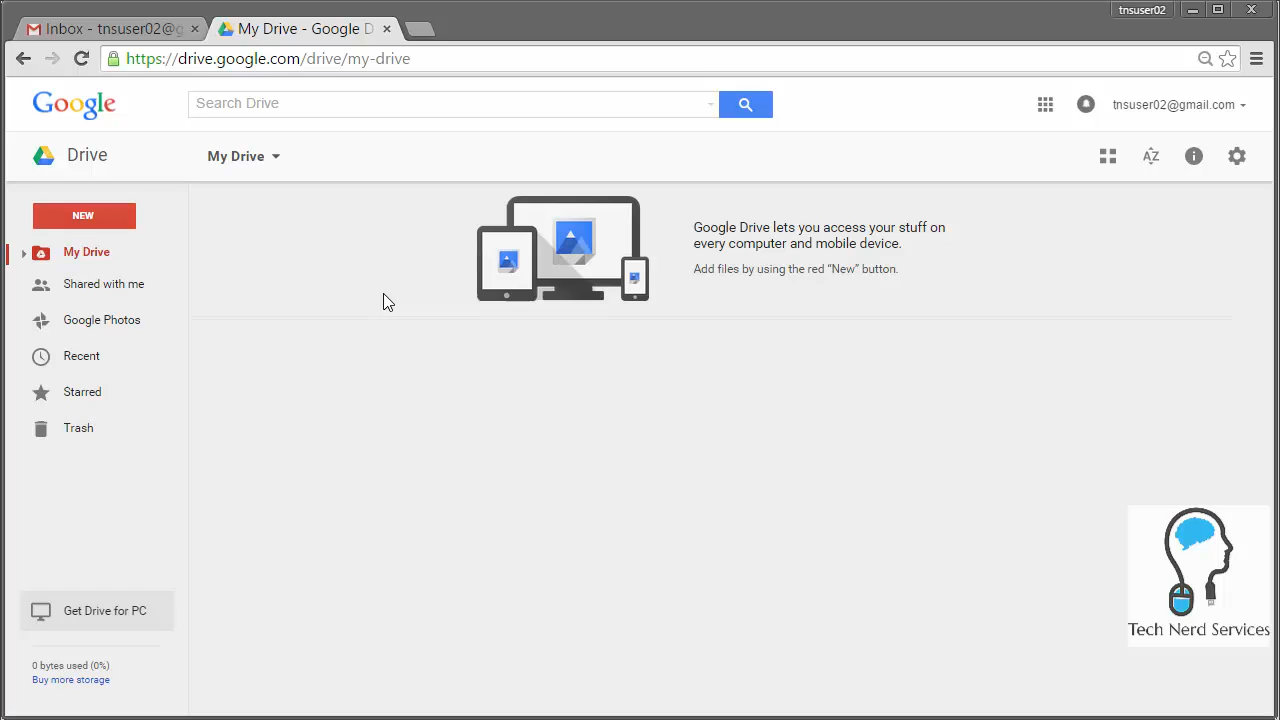 tnsuser02
Inbox - tnsuser02@g
My Drive - Google D
https://drive.google.com/drive/my-drive
Google
Search Drive
tnsuser02@gmail.com
Drive
My Drive
AZ
NEW
My Drive
Shared with me
Google Photos
Recent
Starred
Trash
Google Drive lets you access your stuff on
every computer and mobile device.
Add files by using the red “New” button.
Get Drive for PC
0 bytes used (0%)
Buy more storage
Tech Nerd Services